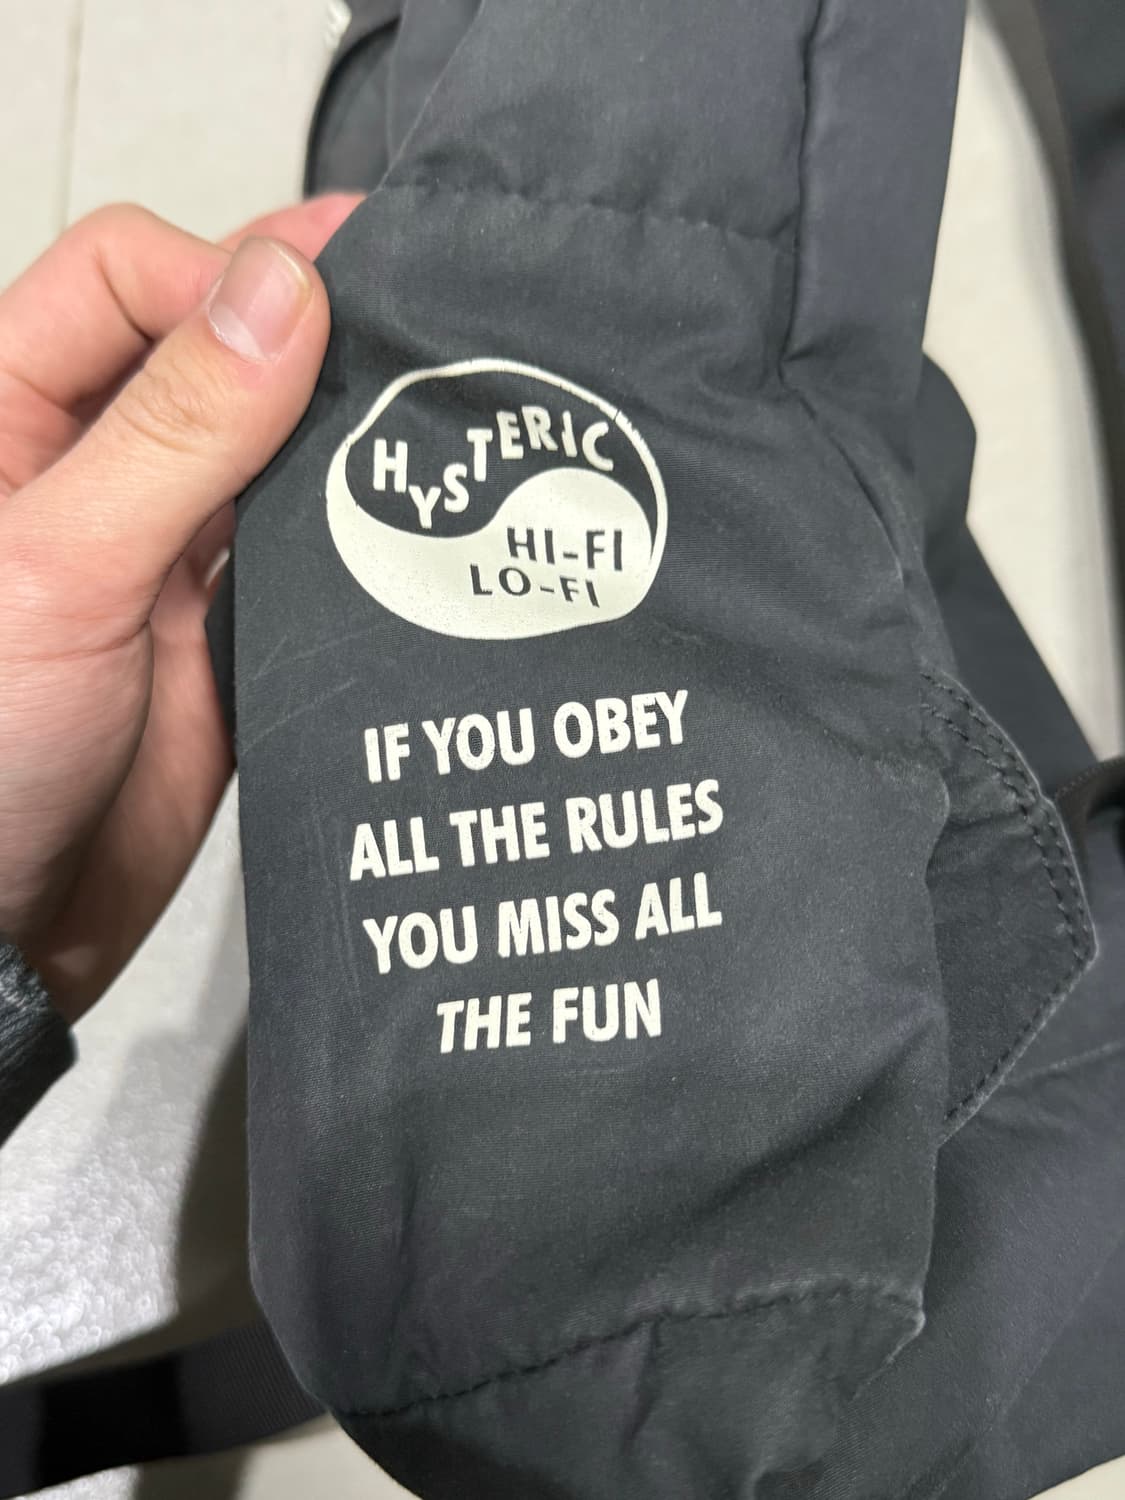 HYSTERIC
HI-FI
LO-FI
IF YOU OBEY
ALL THE RULES
YOU MISS ALL
THE FUN